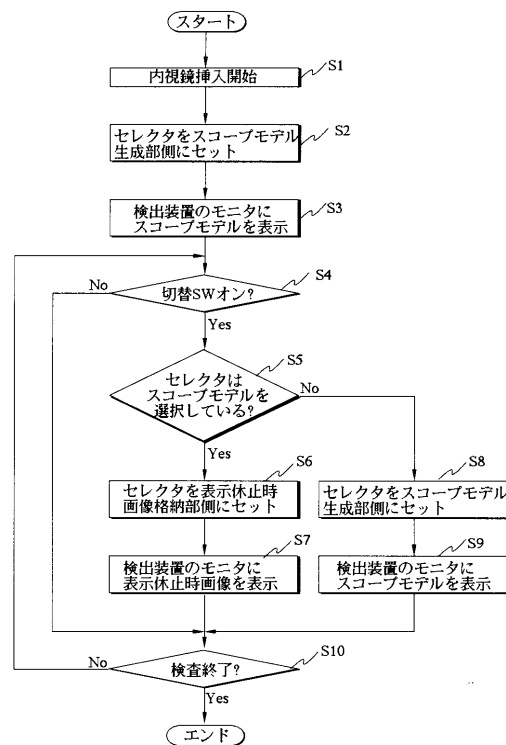 スタート
S1
内視鏡挿入開始
S2
セレクタをスコープモデル
生成部側にセット
S3
検出装置のモニタに
スコープモデルを表示
S4
No
切替SWオン?
Yes
S5
セレクタは
スコープモデルを
選択している?
No
Yes
S6
セレクタを表示休止時
画像格納部側にセット
S8
セレクタをスコープモデル
生成部側にセット
S7
検出装置のモニタに
表示休止時画像を表示
S9
検出装置のモニタに
スコープモデルを表示
S10
No
検査終了?
Yes
エンド